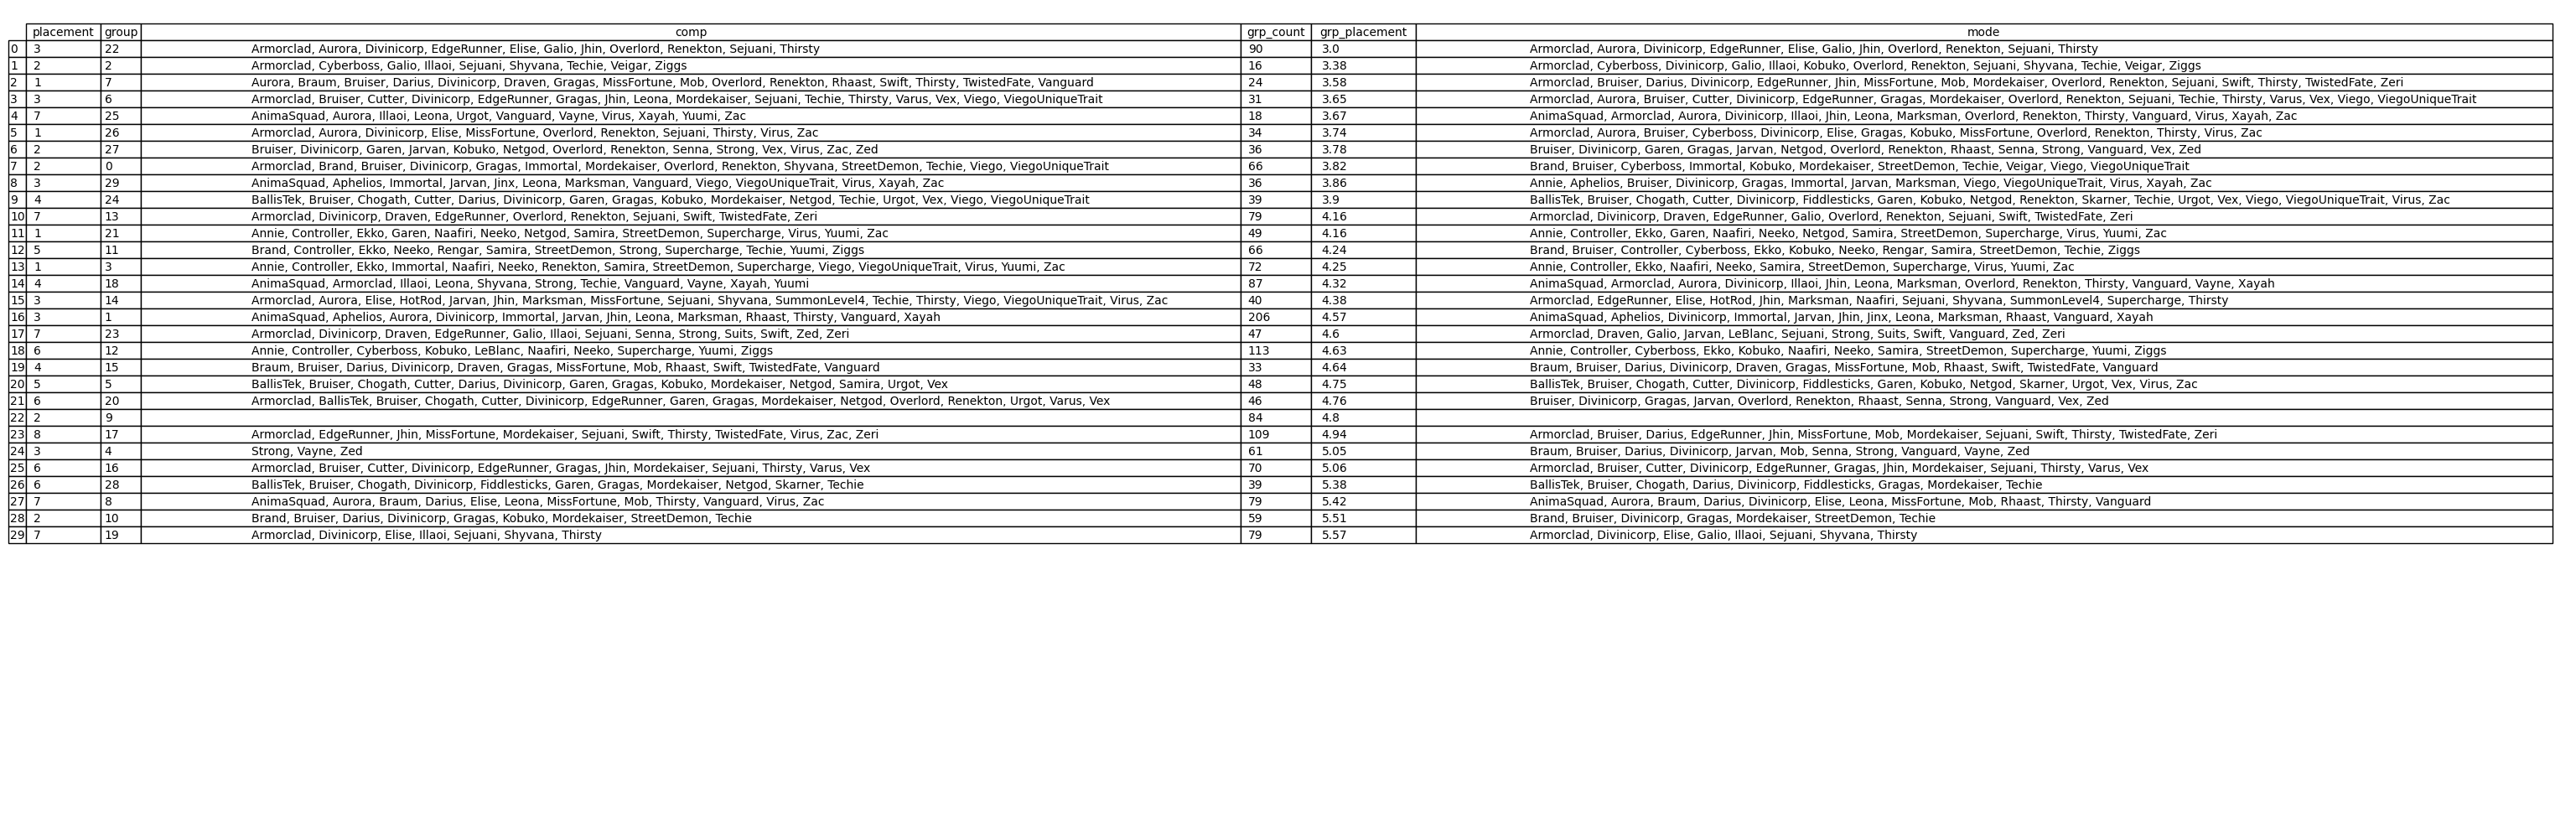 placement group comp grp_count grp_placement mode
0 3 22 Armorclad, Aurora, Divinicorp, EdgeRunner, Elise, Galio, Jhin, Overlord, Renekton, Sejuani, Thirsty 90 3.0 Armorclad, Aurora, Divinicorp, EdgeRunner, Elise, Galio, Jhin, Overlord, Renekton, Sejuani, Thirsty
1 2 2 Armorclad, Cyberboss, Galio, Illaoi, Sejuani, Shyvana, Techie, Veigar, Ziggs 16 3.38 Armorclad, Cyberboss, Divinicorp, Galio, Illaoi, Kobuko, Overlord, Renekton, Sejuani, Shyvana, Techie, Veigar, Ziggs
2 1 7 Aurora, Braum, Bruiser, Darius, Divinicorp, Draven, Gragas, MissFortune, Mob, Overlord, Renekton, Rhaast, Swift, Thirsty, TwistedFate, Vanguard 24 3.58 Armorclad, Bruiser, Darius, Divinicorp, EdgeRunner, Jhin, MissFortune, Mob, Mordekaiser, Overlord, Renekton, Sejuani, Swift, Thirsty, TwistedFate, Zeri
3 3 6 Armorclad, Bruiser, Cutter, Divinicorp, EdgeRunner, Gragas, Jhin, Leona, Mordekaiser, Sejuani, Techie, Thirsty, Varus, Vex, Viego, ViegoUniqueTrait 31 3.65 Armorclad, Aurora, Bruiser, Cutter, Divinicorp, EdgeRunner, Gragas, Mordekaiser, Overlord, Renekton, Sejuani, Techie, Thirsty, Varus, Vex, Viego, ViegoUniqueTrait
4 7 25 AnimaSquad, Aurora, Illaoi, Leona, Urgot, Vanguard, Vayne, Virus, Xayah, Yuumi, Zac 18 3.67 AnimaSquad, Armorclad, Aurora, Divinicorp, Illaoi, Jhin, Leona, Marksman, Overlord, Renekton, Thirsty, Vanguard, Virus, Xayah, Zac
5 1 26 Armorclad, Aurora, Divinicorp, Elise, MissFortune, Overlord, Renekton, Sejuani, Thirsty, Virus, Zac 34 3.74 Armorclad, Aurora, Bruiser, Cyberboss, Divinicorp, Elise, Gragas, Kobuko, MissFortune, Overlord, Renekton, Thirsty, Virus, Zac
6 2 27 Bruiser, Divinicorp, Garen, Jarvan, Kobuko, Netgod, Overlord, Renekton, Senna, Strong, Vex, Virus, Zac, Zed 36 3.78 Bruiser, Divinicorp, Garen, Gragas, Jarvan, Netgod, Overlord, Renekton, Rhaast, Senna, Strong, Vanguard, Vex, Zed
7 2 0 Armorclad, Brand, Bruiser, Divinicorp, Gragas, Immortal, Mordekaiser, Overlord, Renekton, Shyvana, StreetDemon, Techie, Viego, ViegoUniqueTrait 66 3.82 Brand, Bruiser, Cyberboss, Immortal, Kobuko, Mordekaiser, StreetDemon, Techie, Veigar, Viego, ViegoUniqueTrait
8 3 29 AnimaSquad, Aphelios, Immortal, Jarvan, Jinx, Leona, Marksman, Vanguard, Viego, ViegoUniqueTrait, Virus, Xayah, Zac 36 3.86 Annie, Aphelios, Bruiser, Divinicorp, Gragas, Immortal, Jarvan, Marksman, Viego, ViegoUniqueTrait, Virus, Xayah, Zac
9 4 24 BallisTek, Bruiser, Chogath, Cutter, Darius, Divinicorp, Garen, Gragas, Kobuko, Mordekaiser, Netgod, Techie, Urgot, Vex, Viego, ViegoUniqueTrait 39 3.9 BallisTek, Bruiser, Chogath, Cutter, Divinicorp, Fiddlesticks, Garen, Kobuko, Netgod, Renekton, Skarner, Techie, Urgot, Vex, Viego, ViegoUniqueTrait, Virus, Zac
10 7 13 Armorclad, Divinicorp, Draven, EdgeRunner, Overlord, Renekton, Sejuani, Swift, TwistedFate, Zeri 79 4.16 Armorclad, Divinicorp, Draven, EdgeRunner, Galio, Overlord, Renekton, Sejuani, Swift, TwistedFate, Zeri
11 1 21 Annie, Controller, Ekko, Garen, Naafiri, Neeko, Netgod, Samira, StreetDemon, Supercharge, Virus, Yuumi, Zac 49 4.16 Annie, Controller, Ekko, Garen, Naafiri, Neeko, Netgod, Samira, StreetDemon, Supercharge, Virus, Yuumi, Zac
12 5 11 Brand, Controller, Ekko, Neeko, Rengar, Samira, StreetDemon, Strong, Supercharge, Techie, Yuumi, Ziggs 66 4.24 Brand, Bruiser, Controller, Cyberboss, Ekko, Kobuko, Neeko, Rengar, Samira, StreetDemon, Techie, Ziggs
13 1 3 Annie, Controller, Ekko, Immortal, Naafiri, Neeko, Renekton, Samira, StreetDemon, Supercharge, Viego, ViegoUniqueTrait, Virus, Yuumi, Zac 72 4.25 Annie, Controller, Ekko, Naafiri, Neeko, Samira, StreetDemon, Supercharge, Virus, Yuumi, Zac
14 4 18 AnimaSquad, Armorclad, Illaoi, Leona, Shyvana, Strong, Techie, Vanguard, Vayne, Xayah, Yuumi 87 4.32 AnimaSquad, Armorclad, Aurora, Divinicorp, Illaoi, Jhin, Leona, Marksman, Overlord, Renekton, Thirsty, Vanguard, Vayne, Xayah
15 3 14 Armorclad, Aurora, Elise, HotRod, Jarvan, Jhin, Marksman, MissFortune, Sejuani, Shyvana, SummonLevel4, Techie, Thirsty, Viego, ViegoUniqueTrait, Virus, Zac 40 4.38 Armorclad, EdgeRunner, Elise, HotRod, Jhin, Marksman, Naafiri, Sejuani, Shyvana, SummonLevel4, Supercharge, Thirsty
16 3 1 AnimaSquad, Aphelios, Aurora, Divinicorp, Immortal, Jarvan, Jhin, Leona, Marksman, Rhaast, Thirsty, Vanguard, Xayah 206 4.57 AnimaSquad, Aphelios, Divinicorp, Immortal, Jarvan, Jhin, Jinx, Leona, Marksman, Rhaast, Vanguard, Xayah
17 7 23 Armorclad, Divinicorp, Draven, EdgeRunner, Galio, Illaoi, Sejuani, Senna, Strong, Suits, Swift, Zed, Zeri 47 4.6 Armorclad, Draven, Galio, Jarvan, LeBlanc, Sejuani, Strong, Suits, Swift, Vanguard, Zed, Zeri
18 6 12 Annie, Controller, Cyberboss, Kobuko, LeBlanc, Naafiri, Neeko, Supercharge, Yuumi, Ziggs 113 4.63 Annie, Controller, Cyberboss, Ekko, Kobuko, Naafiri, Neeko, Samira, StreetDemon, Supercharge, Yuumi, Ziggs
19 4 15 Braum, Bruiser, Darius, Divinicorp, Draven, Gragas, MissFortune, Mob, Rhaast, Swift, TwistedFate, Vanguard 33 4.64 Braum, Bruiser, Darius, Divinicorp, Draven, Gragas, MissFortune, Mob, Rhaast, Swift, TwistedFate, Vanguard
20 5 5 BallisTek, Bruiser, Chogath, Cutter, Darius, Divinicorp, Garen, Gragas, Kobuko, Mordekaiser, Netgod, Samira, Urgot, Vex 48 4.75 BallisTek, Bruiser, Chogath, Cutter, Divinicorp, Fiddlesticks, Garen, Kobuko, Netgod, Skarner, Urgot, Vex, Virus, Zac
21 6 20 Armorclad, BallisTek, Bruiser, Chogath, Cutter, Divinicorp, EdgeRunner, Garen, Gragas, Mordekaiser, Netgod, Overlord, Renekton, Urgot, Varus, Vex 46 4.76 Bruiser, Divinicorp, Gragas, Jarvan, Overlord, Renekton, Rhaast, Senna, Strong, Vanguard, Vex, Zed
22 2 9 84 4.8
23 8 17 Armorclad, EdgeRunner, Jhin, MissFortune, Mordekaiser, Sejuani, Swift, Thirsty, TwistedFate, Virus, Zac, Zeri 109 4.94 Armorclad, Bruiser, Darius, EdgeRunner, Jhin, MissFortune, Mob, Mordekaiser, Sejuani, Swift, Thirsty, TwistedFate, Zeri
24 3 4 Strong, Vayne, Zed 61 5.05 Braum, Bruiser, Darius, Divinicorp, Jarvan, Mob, Senna, Strong, Vanguard, Vayne, Zed
25 6 16 Armorclad, Bruiser, Cutter, Divinicorp, EdgeRunner, Gragas, Jhin, Mordekaiser, Sejuani, Thirsty, Varus, Vex 70 5.06 Armorclad, Bruiser, Cutter, Divinicorp, EdgeRunner, Gragas, Jhin, Mordekaiser, Sejuani, Thirsty, Varus, Vex
26 6 28 BallisTek, Bruiser, Chogath, Divinicorp, Fiddlesticks, Garen, Gragas, Mordekaiser, Netgod, Skarner, Techie 39 5.38 BallisTek, Bruiser, Chogath, Darius, Divinicorp, Fiddlesticks, Gragas, Mordekaiser, Techie
27 7 8 AnimaSquad, Aurora, Braum, Darius, Elise, Leona, MissFortune, Mob, Thirsty, Vanguard, Virus, Zac 79 5.42 AnimaSquad, Aurora, Braum, Darius, Divinicorp, Elise, Leona, MissFortune, Mob, Rhaast, Thirsty, Vanguard
28 2 10 Brand, Bruiser, Darius, Divinicorp, Gragas, Kobuko, Mordekaiser, StreetDemon, Techie 59 5.51 Brand, Bruiser, Divinicorp, Gragas, Mordekaiser, StreetDemon, Techie
29 7 19 Armorclad, Divinicorp, Elise, Illaoi, Sejuani, Shyvana, Thirsty 79 5.57 Armorclad, Divinicorp, Elise, Galio, Illaoi, Sejuani, Shyvana, Thirsty